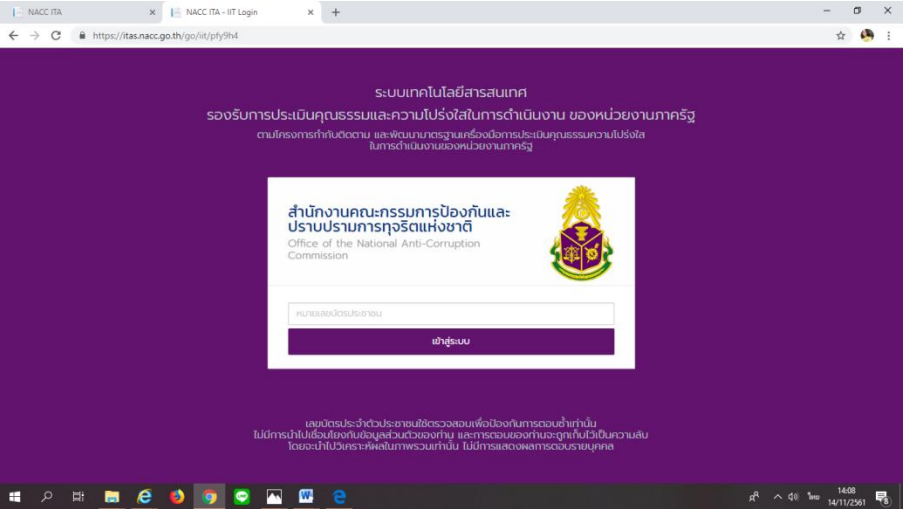 NACC ITA
NACC ITA - IIT Login
https://itas.nacc.go.th/go/iit/pfy9h4
ระบบเทคโนโลยีสารสนเทศ
รองรับการประเมินคุณธรรมและความโปร่งใสในการดำเนินงาน ของหน่วยงานภาครัฐ
ตามโครงการกำกับติดตาม และพัฒนามาตรฐานเครื่องมือการประเมินคุณธรรมความโปร่งใส
ในการดำเนินงานของหน่วยงานภาครัฐ
สำนักงานคณะกรรมการป้องกันและ
ปราบปรามการทุจริตแห่งชาติ
Office of the National Anti-Corruption
Commission
หมายเลขบัตรประชาชน
เข้าสู่ระบบ
เลขบัตรประจำตัวประชาชนใช้ตรวจสอบเพื่อป้องกันการตอบซ้ำเท่านั้น
ไม่มีการนำไปเชื่อมโยงกับข้อมูลส่วนตัวของท่าน และการตอบของท่านจะถูกเก็บไว้เป็นความลับ
โดยจะนำไปวิเคราะห์ผลในภาพรวมเท่านั้น ไม่มีการแสดงผลการตอบรายบุคคล
ไทย
14:08
14/11/2561
8